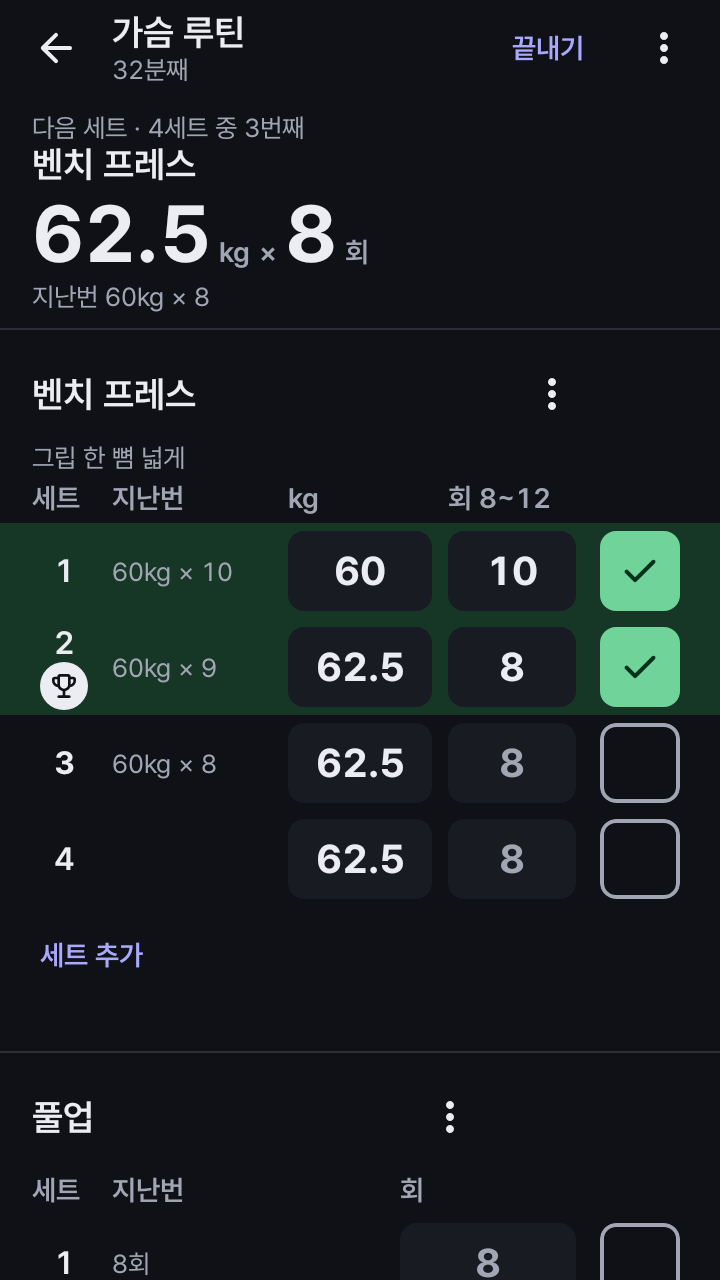 가슴 루틴
32분째
끝내기
다음 세트 · 4세트 중 3번째
벤치 프레스
62.5 kg × 8 회
지난번 60kg × 8
벤치 프레스
그립 한 뼘 넓게
세트 지난번 kg 회 8~12
1 60kg × 10 60 10
2 60kg × 9 62.5 8
3 60kg × 8 62.5 8
4 62.5 8
세트 추가
풀업
세트 지난번 회
1 8회 8